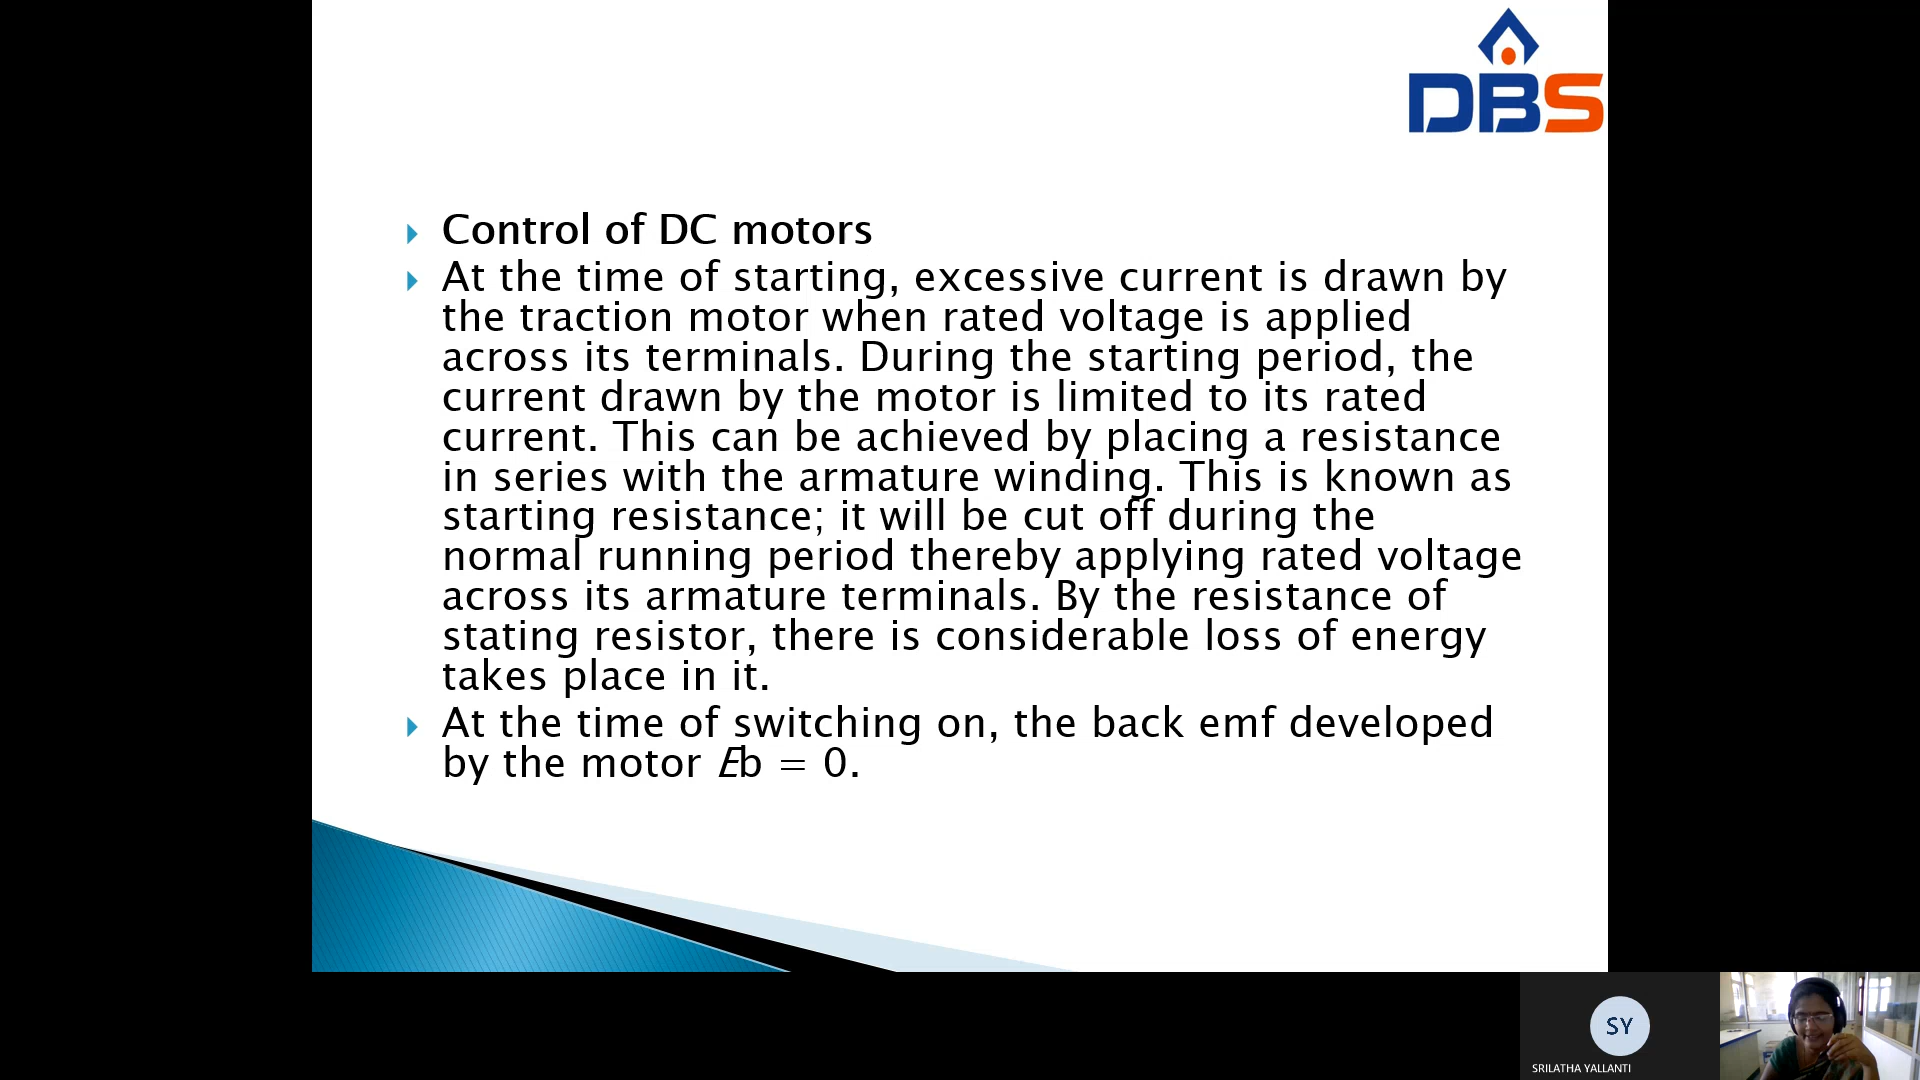 DBS
Control of DC motors
At the time of starting, excessive current is drawn by
the traction motor when rated voltage is applied
across its terminals. During the starting period, the
current drawn by the motor is limited to its rated
current. This can be achieved by placing a resistance
in series with the armature winding. This is known as
starting resistance; it will be cut off during the
normal running period thereby applying rated voltage
across its armature terminals. By the resistance of
stating resistor, there is considerable loss of energy
takes place in it.
At the time of switching on, the back emf developed
by the motor Eb = 0.
SY
SRILATHA YALLANTI